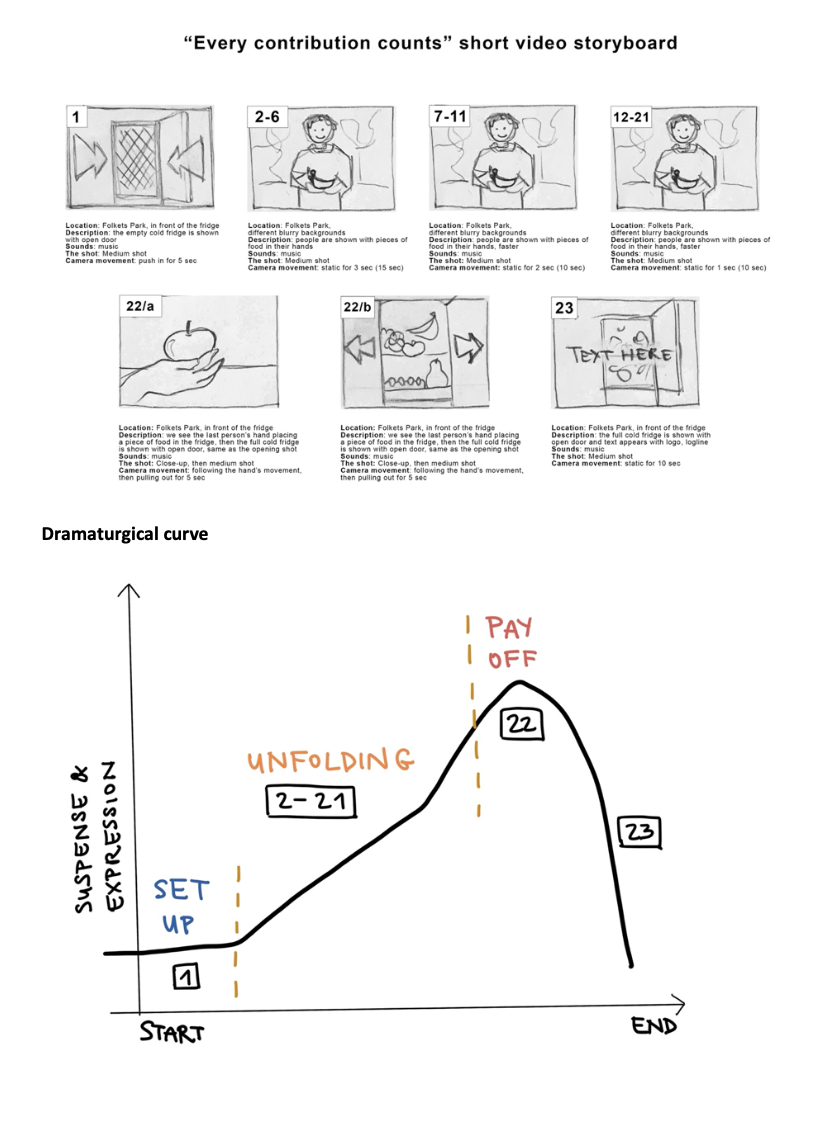 “Every contribution counts” short video storyboard
1
Location: Folkets Park, in front of the fridge
Description: the empty cold fridge is shown
with open door
Sounds: music
The shot: Medium shot
Camera movement: push in for 5 sec
2-6
Location: Folkets Park,
different blurry backgrounds
Description: people are shown with pieces of
food in their hands
Sounds: music
The shot: Medium shot
Camera movement: static for 3 sec (15 sec)
7-11
Location: Folkets Park,
different blurry backgrounds
Description: people are shown with pieces of
food in their hands, faster
Sounds: music
The shot: Medium shot
Camera movement: static for 2 sec (10 sec)
12-21
Location: Folkets Park,
different blurry backgrounds
Description: people are shown with pieces of
food in their hands, faster
Sounds: music
The shot: Medium shot
Camera movement: static for 1 sec (10 sec)
22/a
Location: Folkets Park, in front of the fridge
Description: we see the last person's hand placing
a piece of food in the fridge, then the full cold fridge
is shown with open door, same as the opening shot
Sounds: music
The shot: Close-up, then medium shot
Camera movement: following the hand's movement,
then pulling out for 5 sec
22/b
Location: Folkets Park, in front of the fridge
Description: we see the last person's hand placing
a piece of food in the fridge, then the full cold fridge
is shown with open door, same as the opening shot
Sounds: music
The shot: Close-up, then medium shot
Camera movement: following the hand's movement,
then pulling out for 5 sec
23
TEXT HERE
Location: Folkets Park, in front of the fridge
Description: the full cold fridge is shown with
open door and text appears with logo, logline
Sounds: music
The shot: Medium shot
Camera movement: static for 10 sec
Dramaturgical curve
SUSPENSE &
EXPRESSION
SET
UP
1
UNFOLDING
2-21
PAY
OFF
22
23
START
END